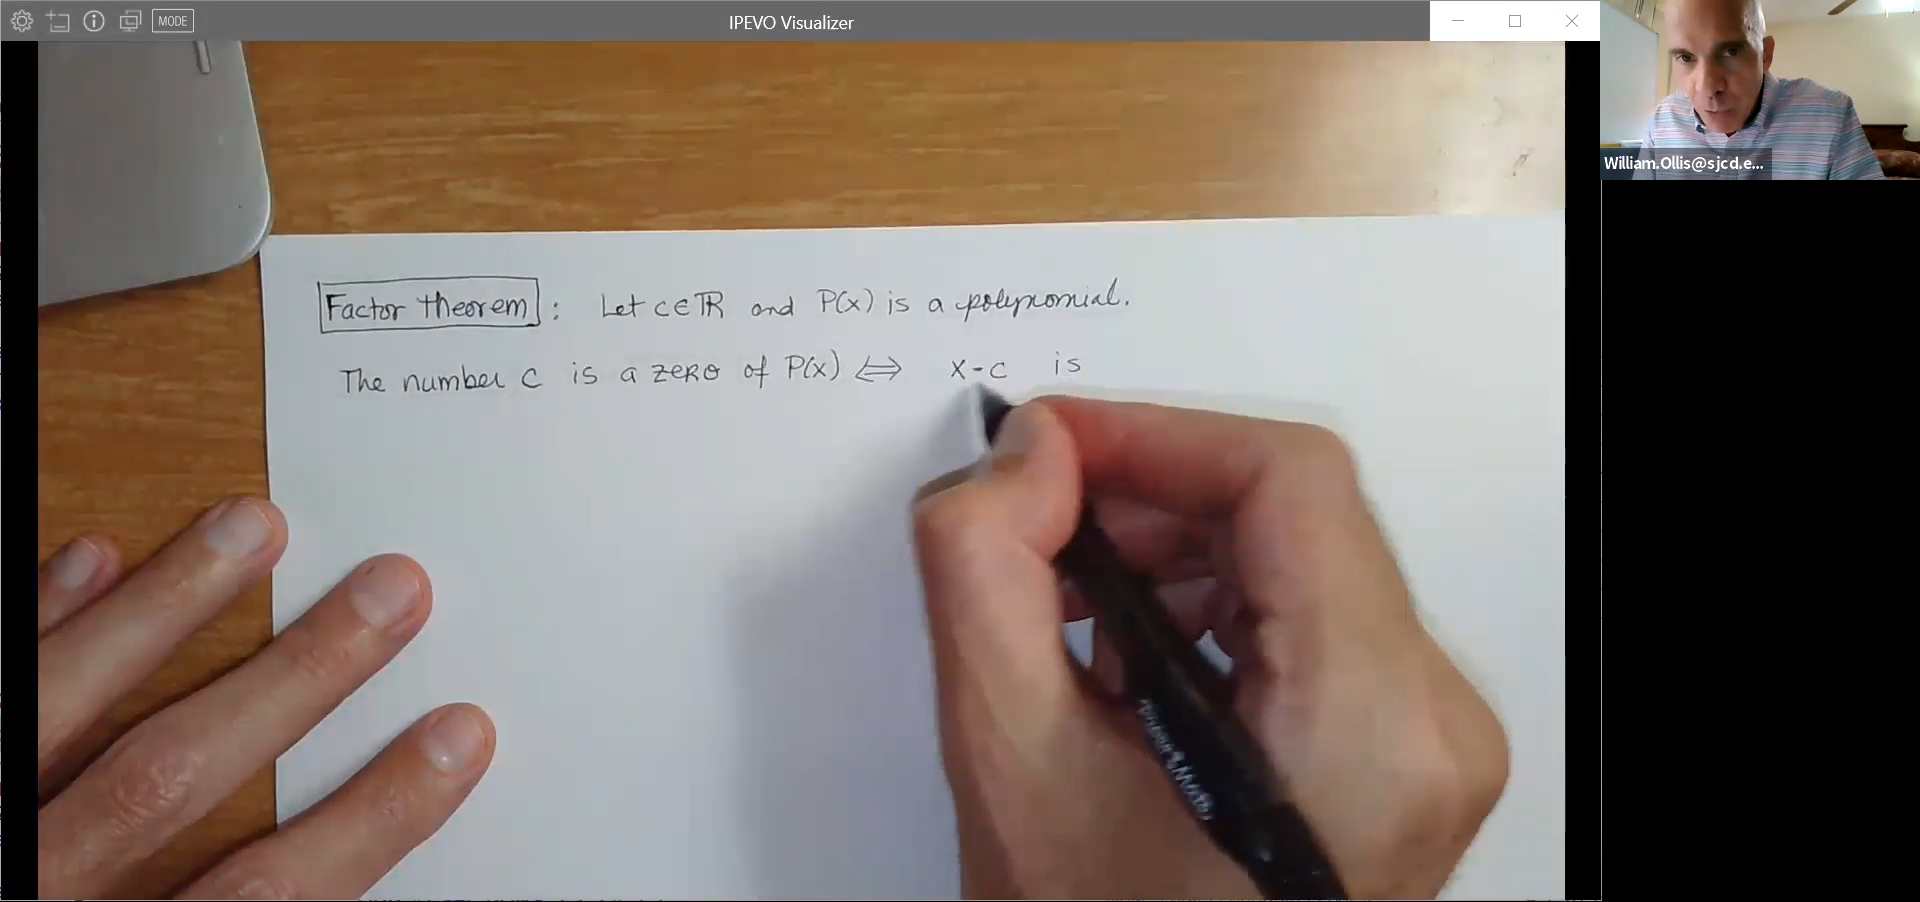 MODE
IPEVO Visualizer
William.Ollis@sjcd.e...
Factor theorem : Let c∈ℝ and P(x) is a polynomial.
The number c is a zero of P(x) ⟺ x-c is